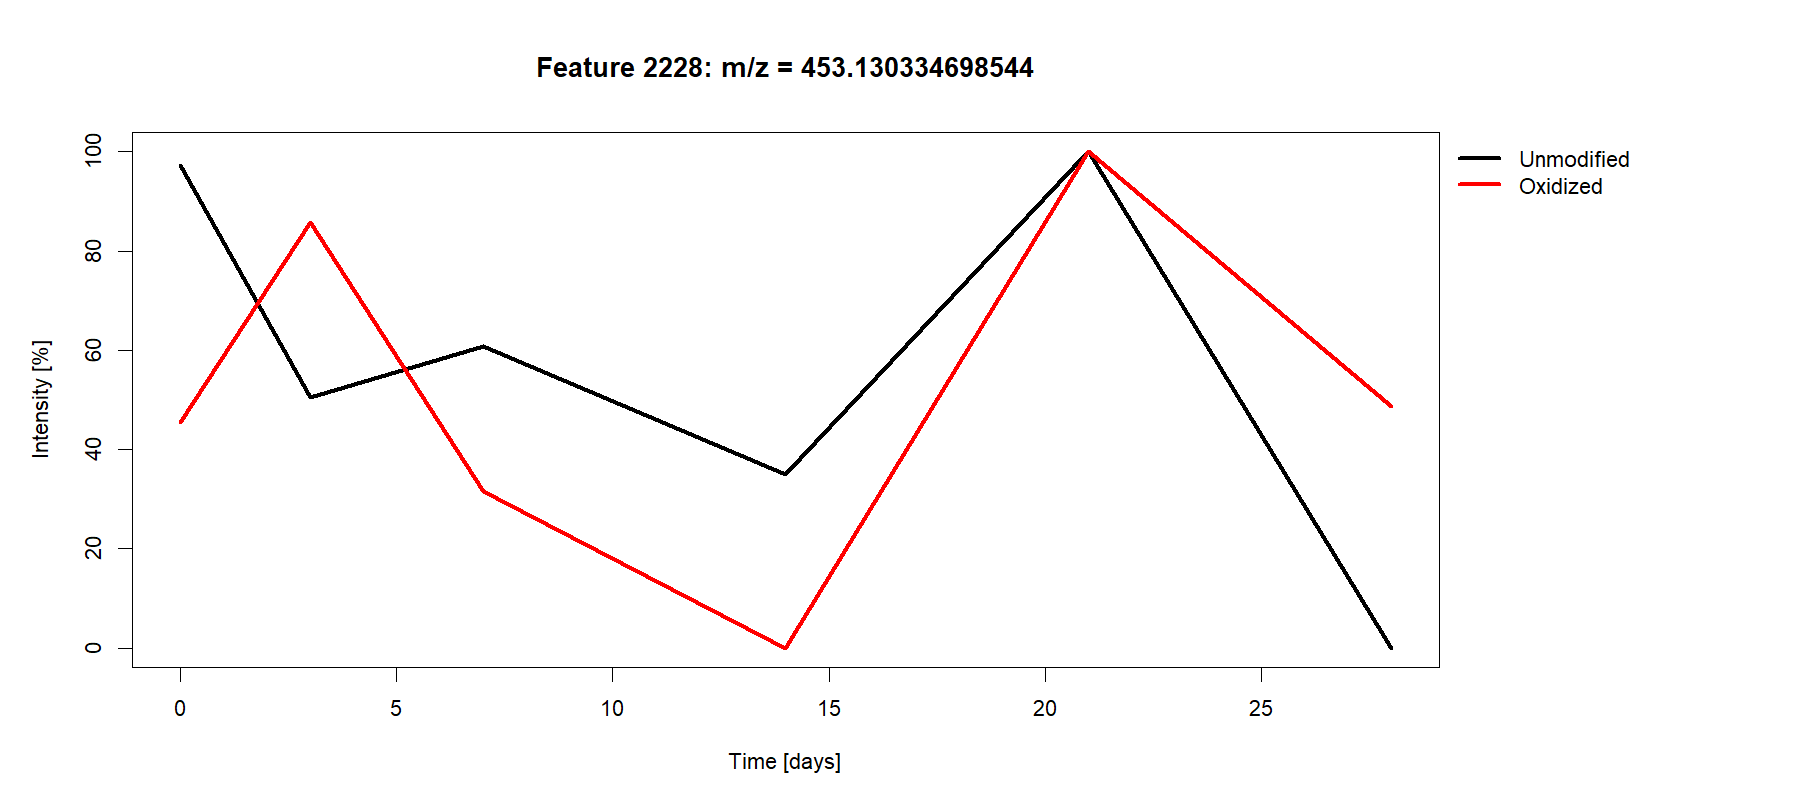 Feature 2228: m/z = 453.130334698544
Unmodified
Oxidized
Intensity [%]
100
80
60
40
20
0
0 5 10 15 20 25
Time [days]